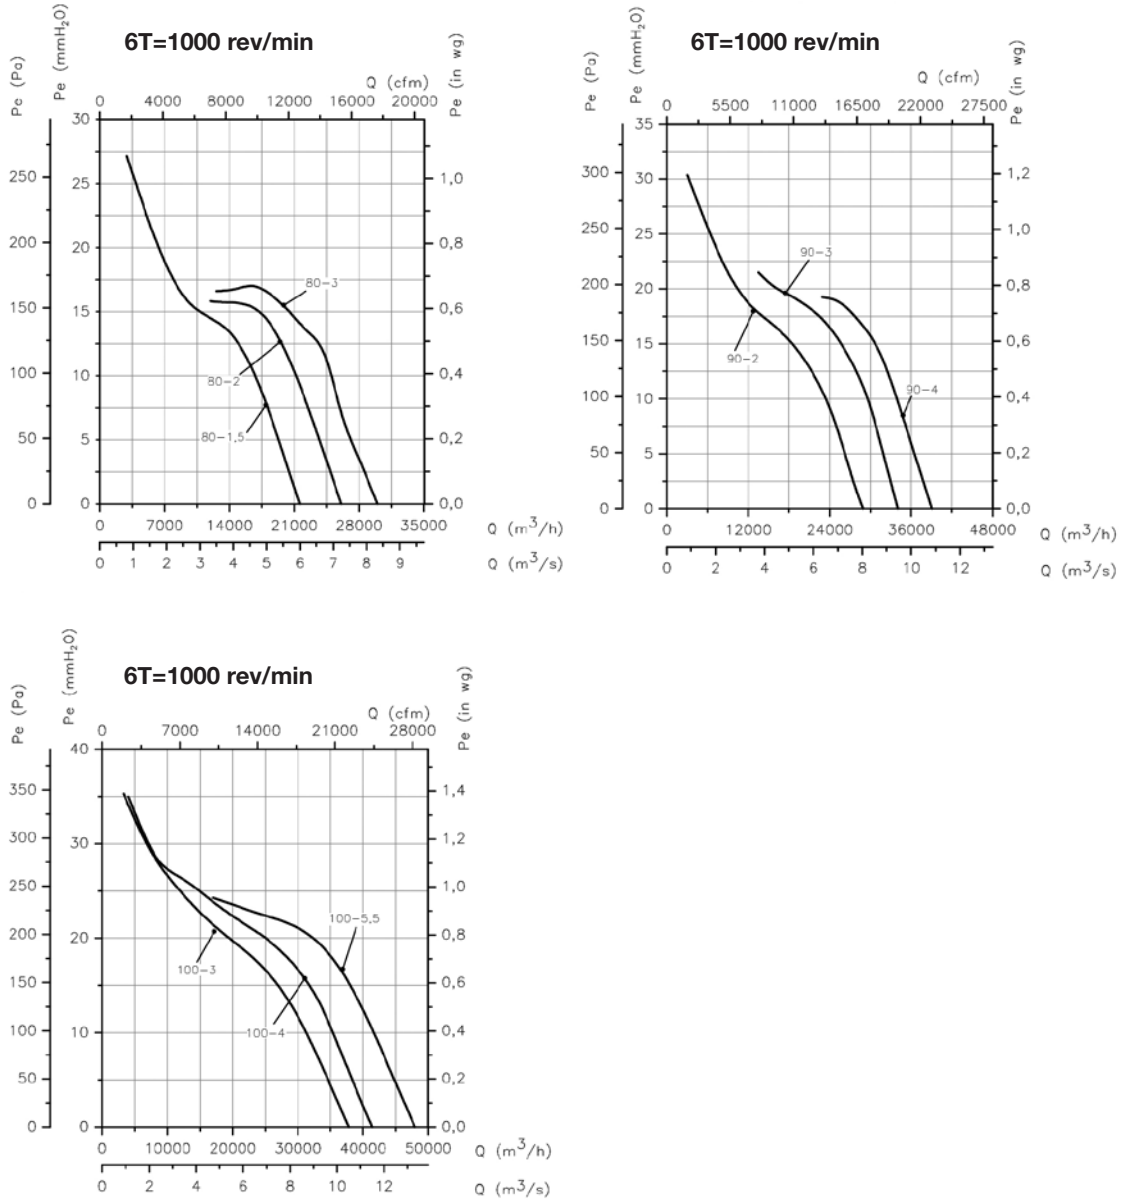 6T=1000 rev/min
Pe (Pa)
Pe (mmH2O)
Pe (in wg)
Q (cfm)
0 4000 8000 12000 16000 20000
30
25
20
15
10
5
0
250
200
150
100
50
0
1,0
0,8
0,6
0,4
0,2
0,0
80-3
80-2
80-1,5
0 7000 14000 21000 28000 35000 Q (m³/h)
0 1 2 3 4 5 6 7 8 9 Q (m³/s)
6T=1000 rev/min
Pe (Pa)
Pe (mmH2O)
Pe (in wg)
Q (cfm)
0 5500 11000 16500 22000 27500
35
30
25
20
15
10
5
0
300
250
200
150
100
50
0
1,2
1,0
0,8
0,6
0,4
0,2
0,0
90-3
90-2
90-4
0 12000 24000 36000 48000 Q (m³/h)
0 2 4 6 8 10 12 Q (m³/s)
6T=1000 rev/min
Pe (Pa)
Pe (mmH2O)
Pe (in wg)
Q (cfm)
0 7000 14000 21000 28000
40
30
20
10
0
350
300
250
200
150
100
50
0
1,4
1,2
1,0
0,8
0,6
0,4
0,2
0,0
100-5,5
100-3
100-4
0 10000 20000 30000 40000 50000 Q (m³/h)
0 2 4 6 8 10 12 Q (m³/s)